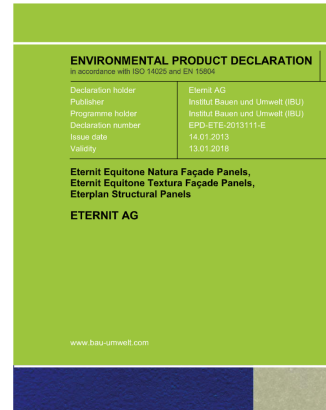 ENVIRONMENTAL PRODUCT DECLARATION
in accordance with ISO 14025 and EN 15804
Declaration holder Eternit AG
Publisher Institut Bauen und Umwelt (IBU)
Programme holder Institut Bauen und Umwelt (IBU)
Declaration number EPD-ETE-2013111-E
Issue date 14.01.2013
Validity 13.01.2018
Eternit Equitone Natura Façade Panels,
Eternit Equitone Textura Façade Panels,
Eterplan Structural Panels
ETERNIT AG
www.bau-umwelt.com